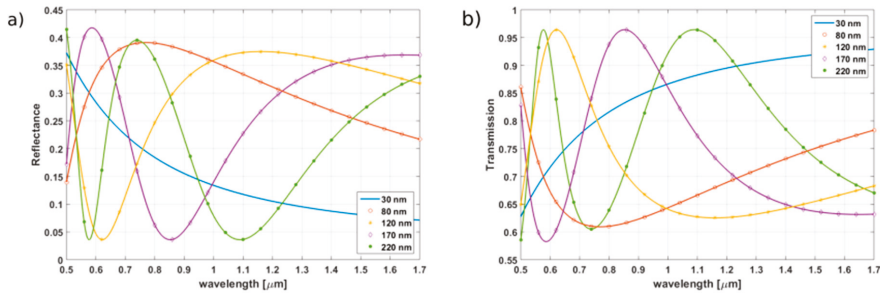 a)
0.45
0.4
0.35
0.3
0.25
0.2
0.15
0.1
0.05
0
Reflectance
30 nm
80 nm
120 nm
170 nm
220 nm
0.5 0.6 0.7 0.8 0.9 1 1.1 1.2 1.3 1.4 1.5 1.6 1.7
wavelength [μm]
b)
1
0.95
0.9
0.85
0.8
0.75
0.7
0.65
0.6
0.55
Transmission
30 nm
80 nm
120 nm
170 nm
220 nm
0.5 0.6 0.7 0.8 0.9 1 1.1 1.2 1.3 1.4 1.5 1.6 1.7
wavelength [μm]